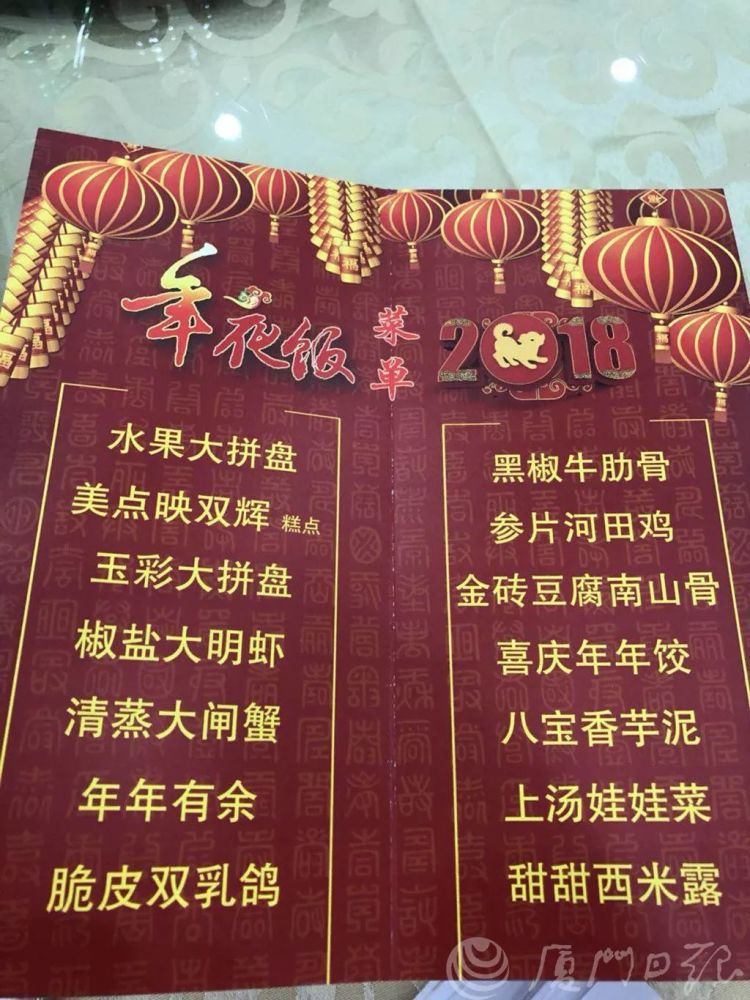 年夜饭
菜单
2018
水果大拼盘
美点映双辉 糕点
玉彩大拼盘
椒盐大明虾
清蒸大闸蟹
年年有余
脆皮双乳鸽
黑椒牛肋骨
参片河田鸡
金砖豆腐南山骨
喜庆年年饺
八宝香芋泥
上汤娃娃菜
甜甜西米露
厦门日报